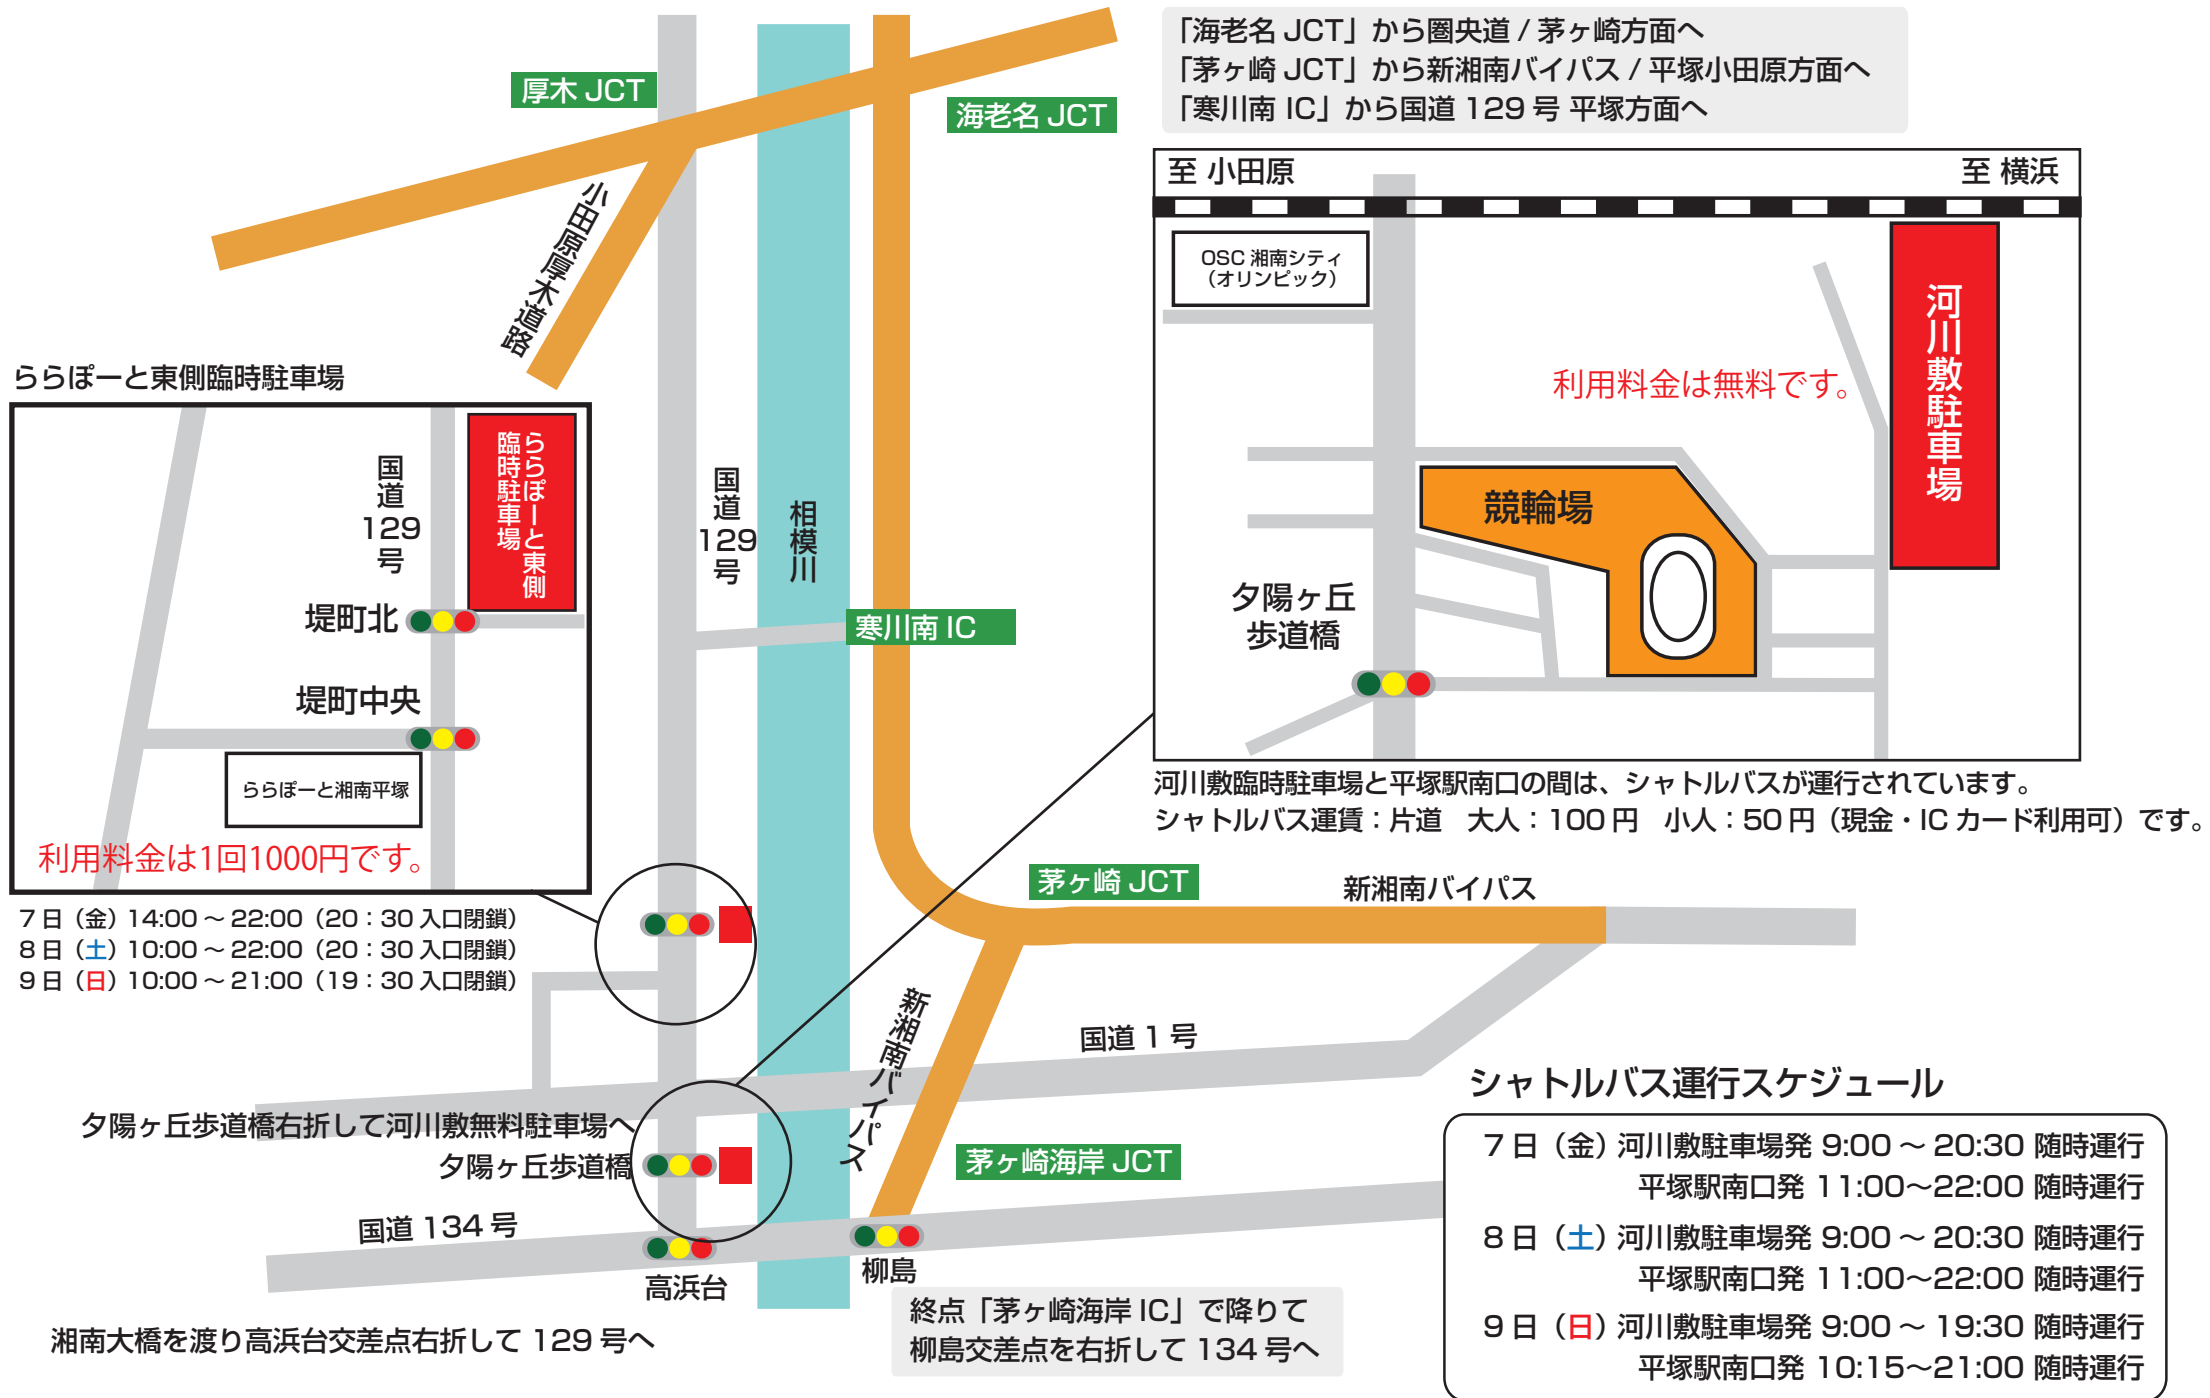 「海老名 JCT」から圏央道 / 茅ヶ崎方面へ
「茅ヶ崎 JCT」から新湘南バイパス / 平塚小田原方面へ
「寒川南 IC」から国道 129 号 平塚方面へ
厚木 JCT
海老名 JCT
小田原厚木道路
至 小田原
至 横浜
OSC 湘南シティ
（オリンピック）
利用料金は無料です。
河川敷駐車場
競輪場
夕陽ヶ丘
歩道橋
河川敷臨時駐車場と平塚駅南口の間は、シャトルバスが運行されています。
シャトルバス運賃：片道　大人：100 円　小人：50 円（現金・IC カード利用可）です。
ららぽーと東側臨時駐車場
国道129号
ららぽーと東側
臨時駐車場
堤町北
堤町中央
ららぽーと湘南平塚
利用料金は1回1000円です。
7 日（金）14:00 ～ 22:00（20：30 入口閉鎖）
8 日（土）10:00 ～ 22:00（20：30 入口閉鎖）
9 日（日）10:00 ～ 21:00（19：30 入口閉鎖）
国道129号
相模川
寒川南 IC
茅ヶ崎 JCT
新湘南バイパス
新湘南バイパス
国道 1 号
夕陽ヶ丘歩道橋右折して河川敷無料駐車場へ
夕陽ヶ丘歩道橋
茅ヶ崎海岸 JCT
国道 134 号
高浜台
柳島
湘南大橋を渡り高浜台交差点右折して 129 号へ
終点「茅ヶ崎海岸 IC」で降りて
柳島交差点を右折して 134 号へ
シャトルバス運行スケジュール
7 日（金）河川敷駐車場発 9:00 ～ 20:30 随時運行
平塚駅南口発 11:00～22:00 随時運行
8 日（土）河川敷駐車場発 9:00 ～ 20:30 随時運行
平塚駅南口発 11:00～22:00 随時運行
9 日（日）河川敷駐車場発 9:00 ～ 19:30 随時運行
平塚駅南口発 10:15～21:00 随時運行